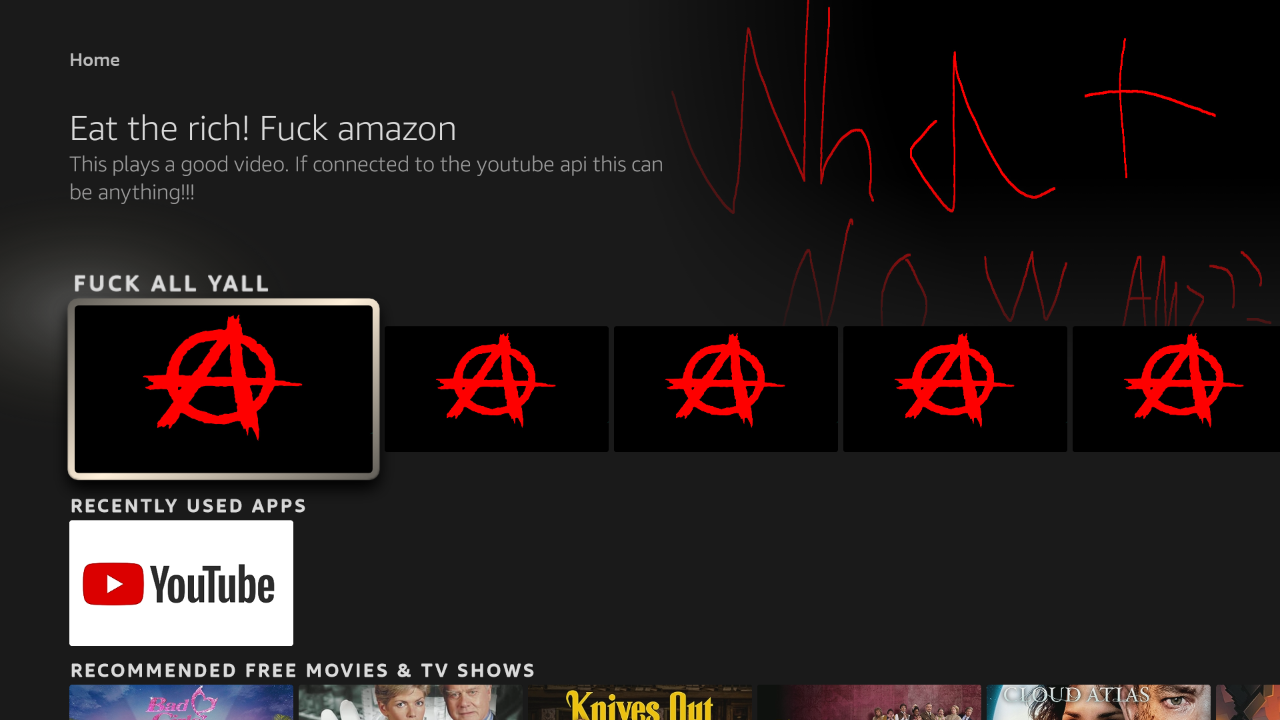 Home
What
Eat the rich! Fuck amazon
This plays a good video. If connected to the youtube api this can
be anything!!!
NOW
FUCK ALL YALL
RECENTLY USED APPS
YouTube
RECOMMENDED FREE MOVIES & TV SHOWS
Bad
Knives Out
CLOUD ATLAS